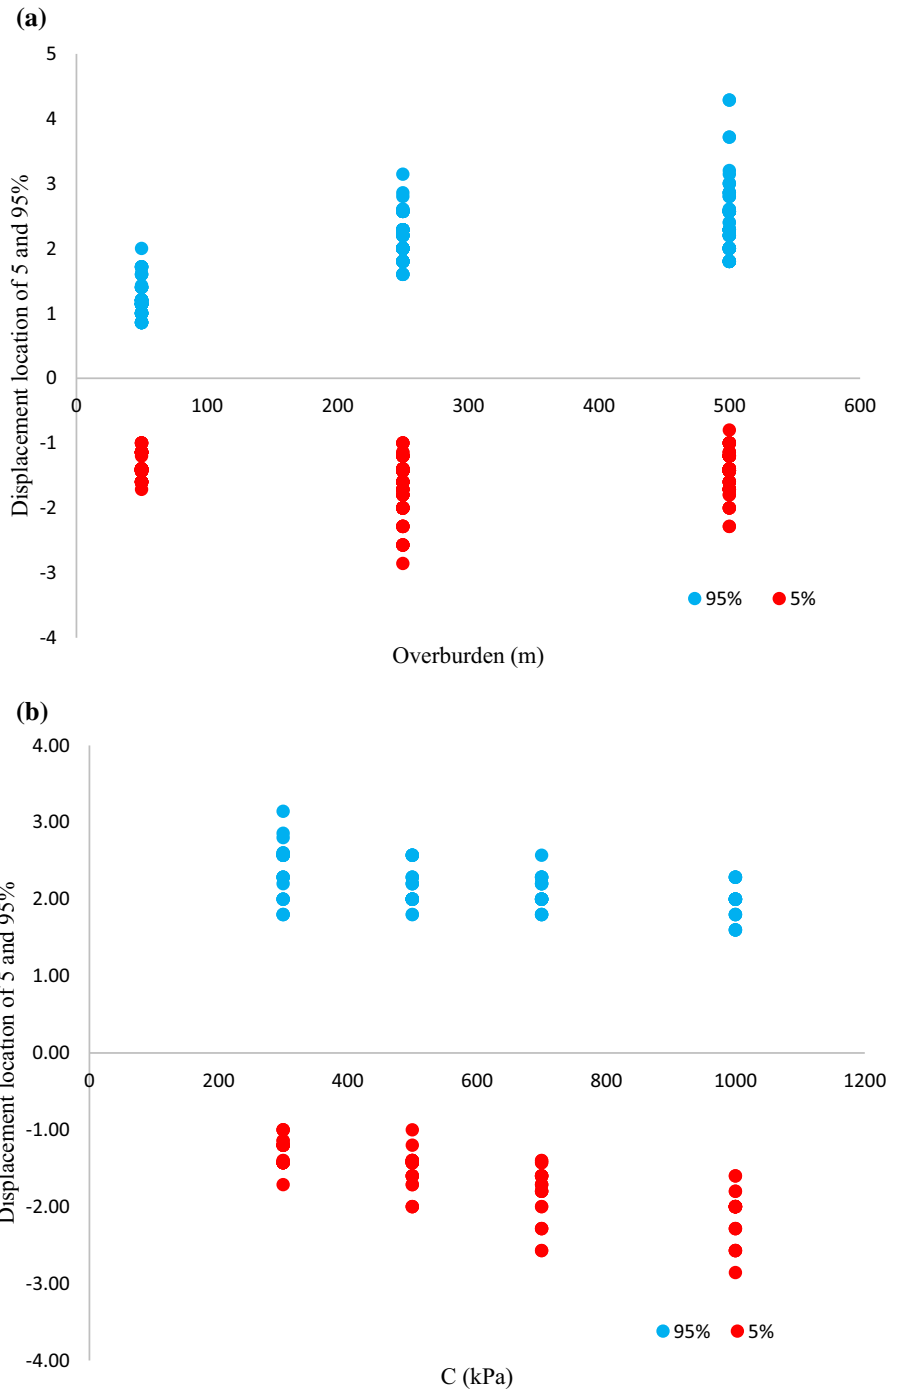 (a)
5
4
3
2
1
0
-1
-2
-3
-4
0 100 200 300 400 500 600
Displacement location of 5 and 95%
95% 5%
Overburden (m)
(b)
4.00
3.00
2.00
1.00
0.00
-1.00
-2.00
-3.00
-4.00
0 200 400 600 800 1000 1200
Displacement location of 5 and 95%
95% 5%
C (kPa)